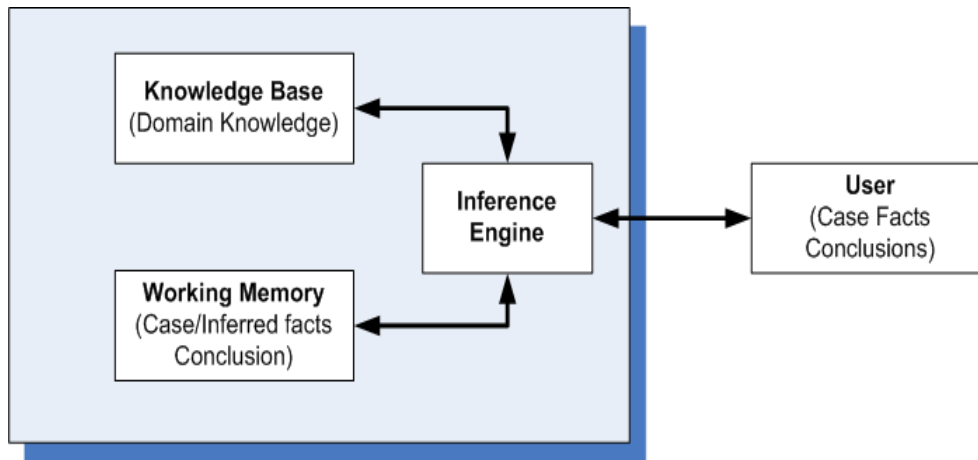 Knowledge Base
(Domain Knowledge)
Inference
Engine
User
(Case Facts
Conclusions)
Working Memory
(Case/Inferred facts
Conclusion)